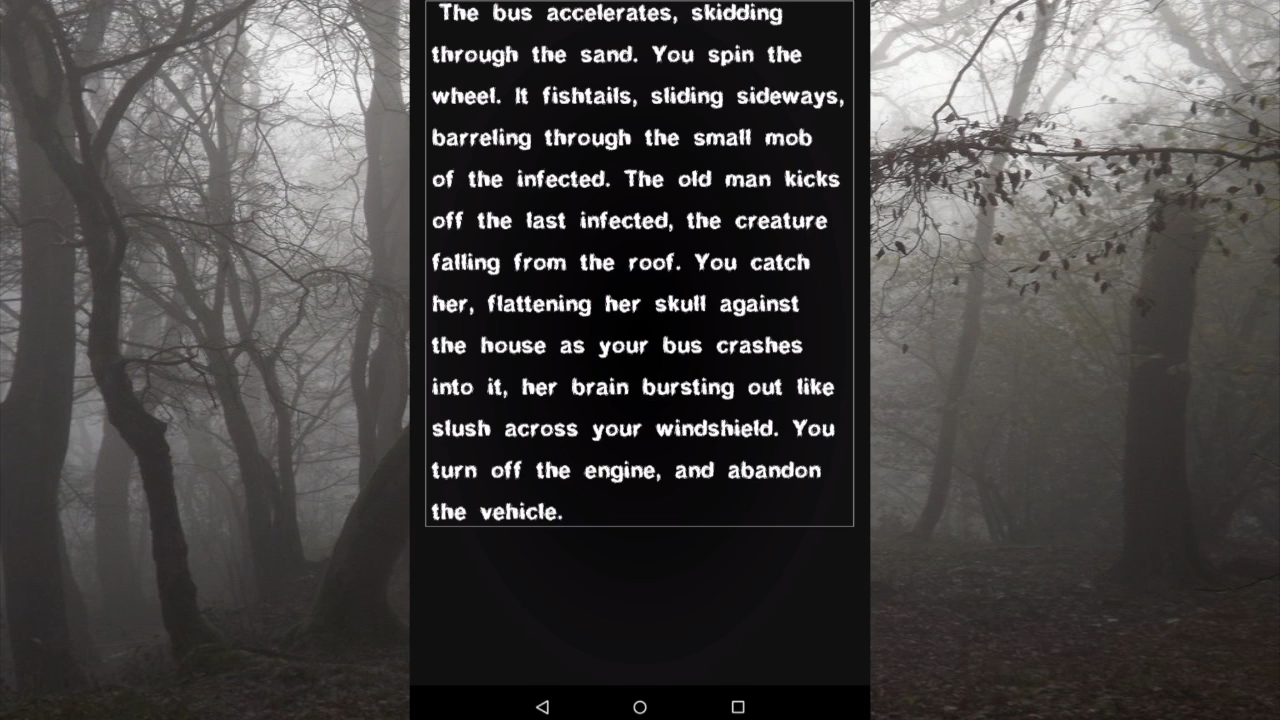 The bus accelerates, skidding
through the sand. You spin the
wheel. It fishtails, sliding sideways,
barreling through the small mob
of the infected. The old man kicks
off the last infected, the creature
falling from the roof. You catch
her, flattening her skull against
the house as your bus crashes
into it, her brain bursting out like
slush across your windshield. You
turn off the engine, and abandon
the vehicle.